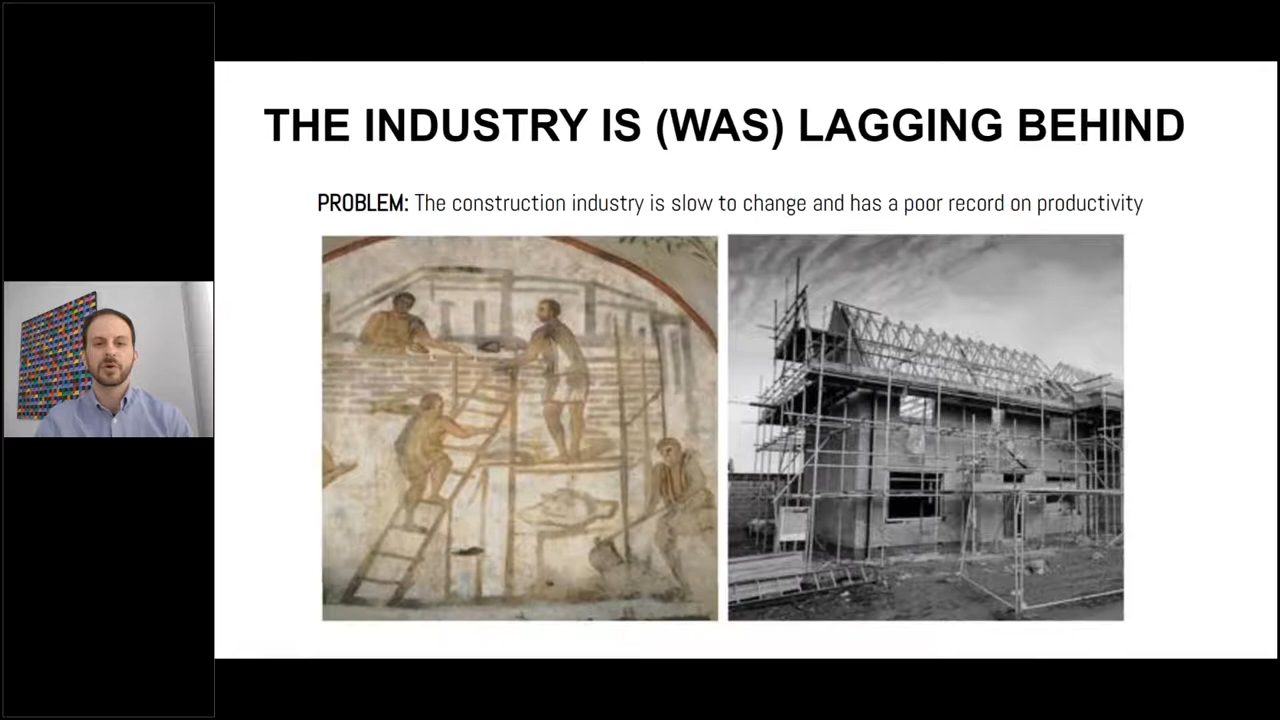 THE INDUSTRY IS (WAS) LAGGING BEHIND
PROBLEM: The construction industry is slow to change and has a poor record on productivity